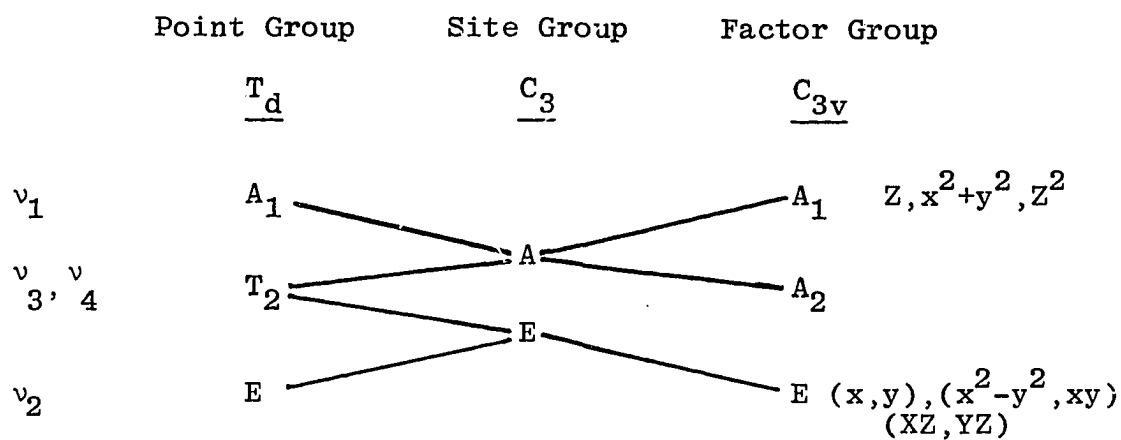 Point Group Site Group Factor Group
T_d C_3 C_3v
ν_1 A_1 A_1 Z,x^2+y^2,Z^2
A
ν_3, ν_4 T_2 A_2
E
ν_2 E E (x,y),(x^2-y^2,xy)
(XZ,YZ)